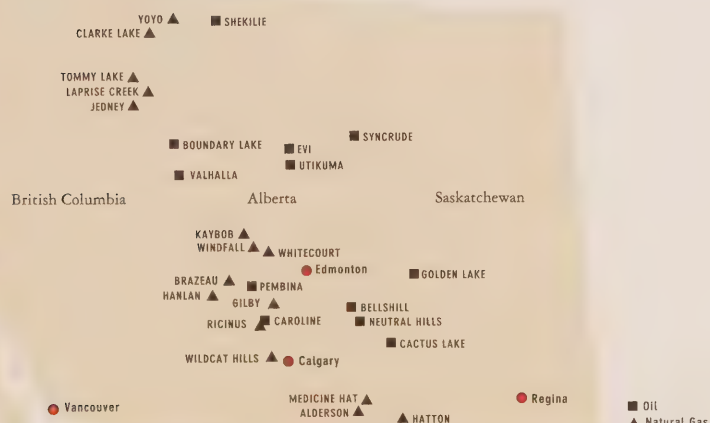 YOYO
SHEKILIE
CLARKE LAKE
TOMMY LAKE
LAPRISE CREEK
JEDNEY
SYNCRUDE
BOUNDARY LAKE
EVI
UTIKUMA
VALHALLA
British Columbia
Alberta
Saskatchewan
KAYBOB
WINDFALL
WHITECOURT
Edmonton
GOLDEN LAKE
BRAZEAU
PEMBINA
HANLAN
GILBY
BELLSHILL
RICINUS
CAROLINE
NEUTRAL HILLS
CACTUS LAKE
WILDCAT HILLS
Calgary
MEDICINE HAT
Regina
Vancouver
ALDERSON
HATTON
Oil
Natural Gas